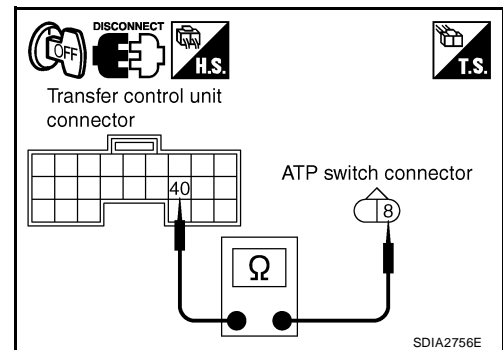 DISCONNECT
OFF
H.S.
T.S.
Transfer control unit
connector
40
ATP switch connector
8
Ω
SDIA2756E